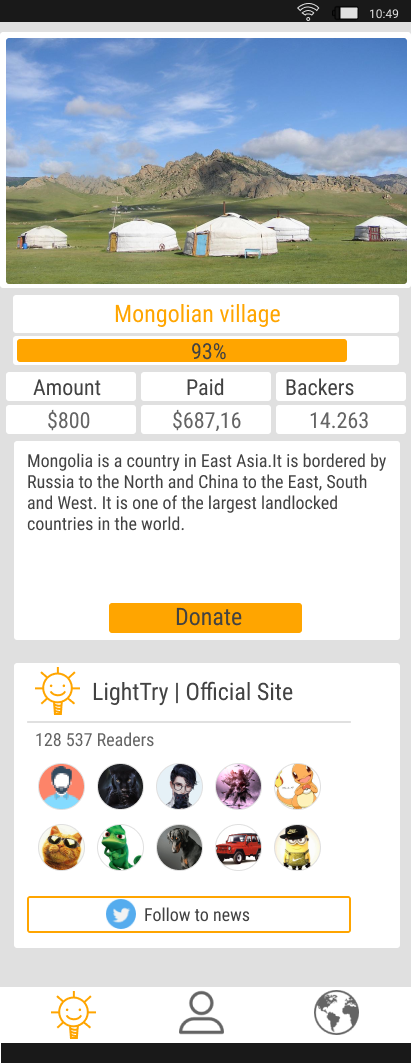 10:49
Mongolian village
93%
Amount Paid Backers
$800 $687,16 14.263
Mongolia is a country in East Asia.It is bordered by
Russia to the North and China to the East, South
and West. It is one of the largest landlocked
countries in the world.
Donate
LightTry | Official Site
128 537 Readers
Follow to news